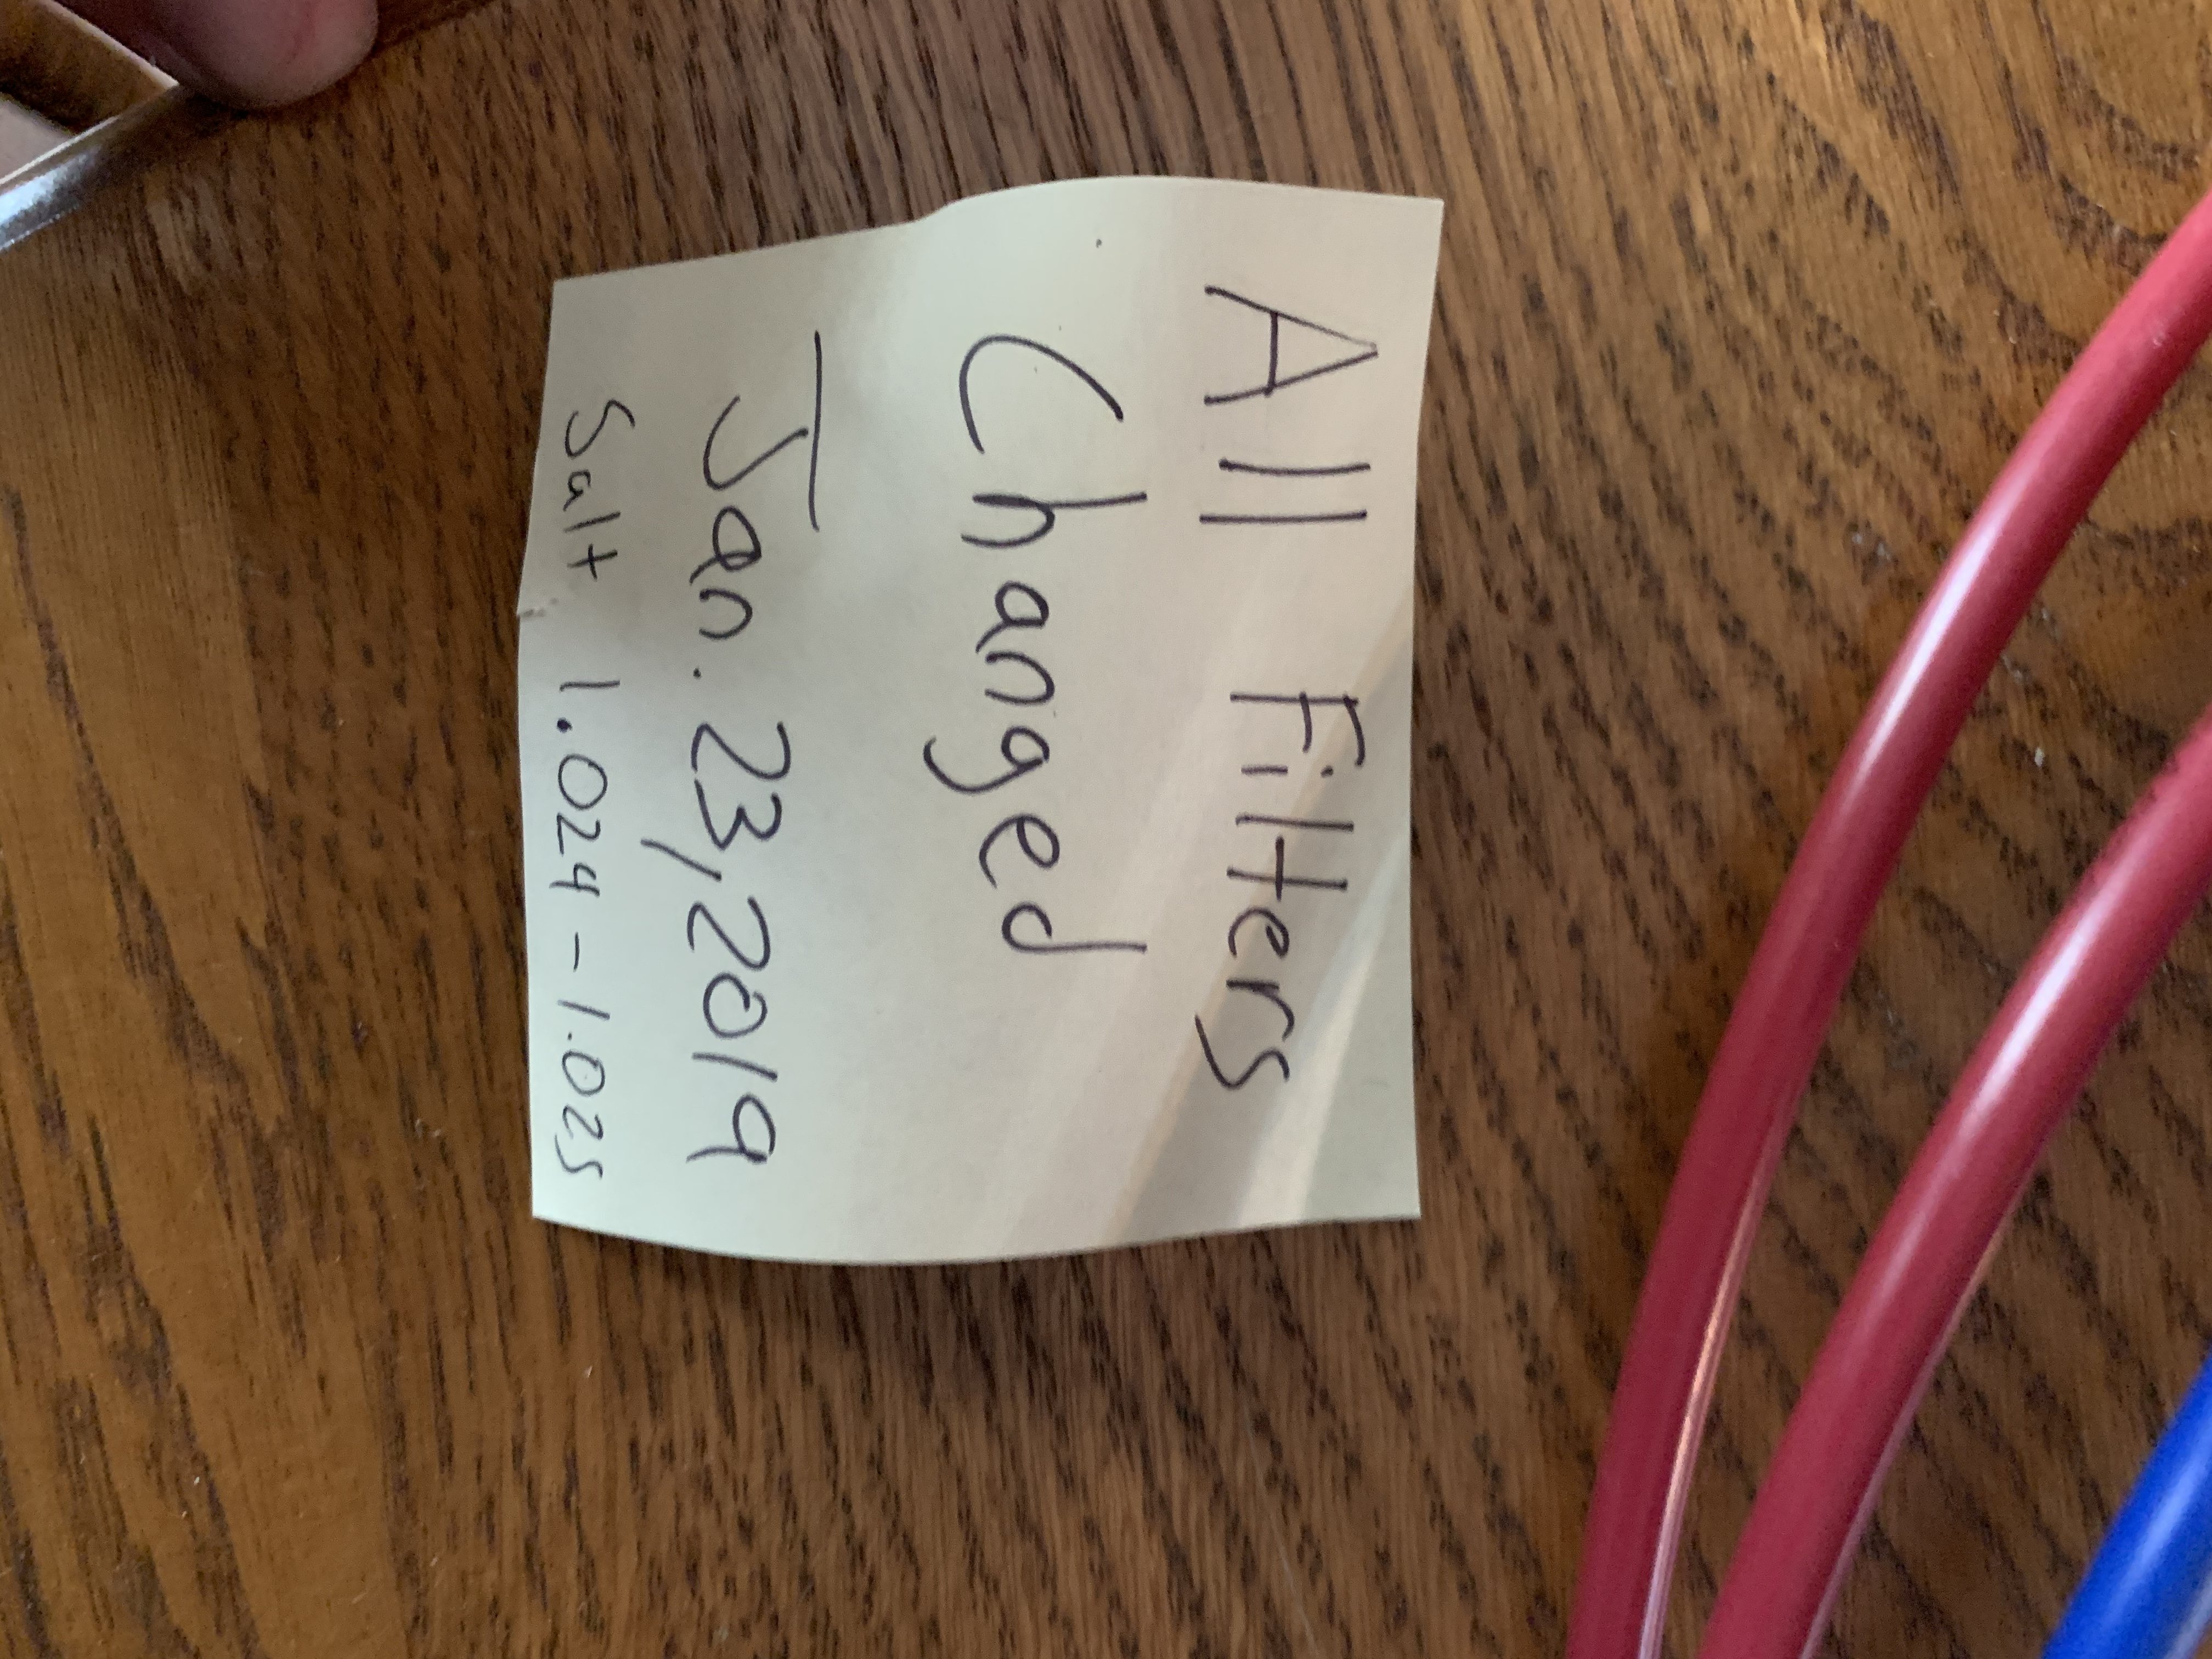 All Filters
Changed
Jan. 23, 2019
Salt 1.024 - 1.025